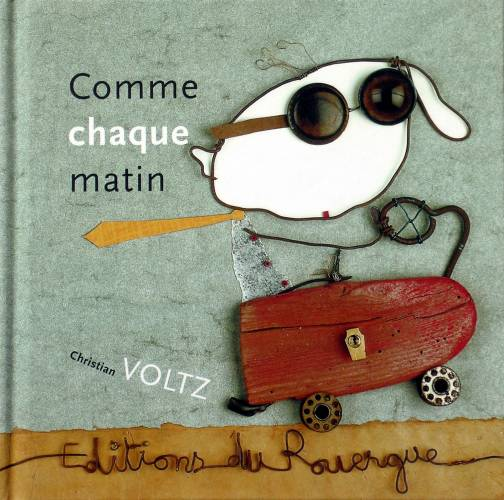 Comme
chaque
matin
Christian VOLTZ
Editions du Rouergue